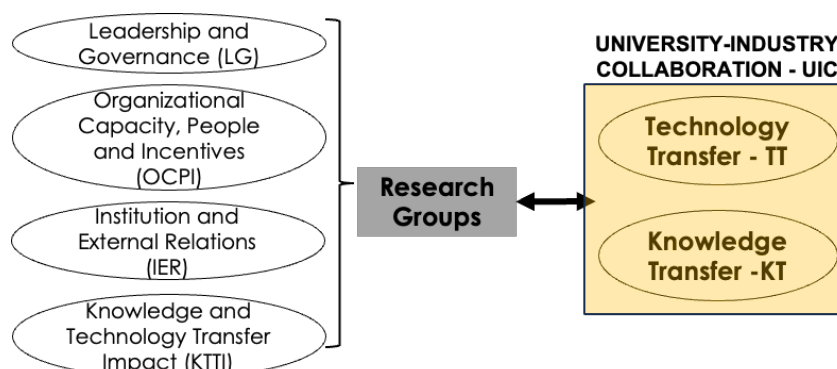 Leadership and
Governance (LG)
Organizational
Capacity, People
and Incentives
(OCPI)
Institution and
External Relations
(IER)
Knowledge and
Technology Transfer
Impact (KTTI)
Research
Groups
UNIVERSITY-INDUSTRY
COLLABORATION - UIC
Technology
Transfer - TT
Knowledge
Transfer -KT